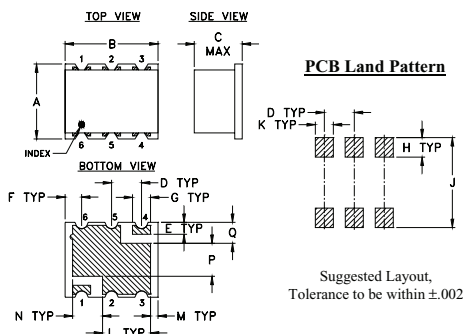 TOP VIEW
SIDE VIEW
B
C
MAX
1 2 3
A
INDEX
6 5 4
PCB Land Pattern
D TYP
K TYP
H TYP
J
BOTTOM VIEW
F TYP
D TYP
G TYP
6 5 4
E TYP
Q
P
N TYP
1 2 3
M TYP
L TYP
Suggested Layout,
Tolerance to be within ±.002